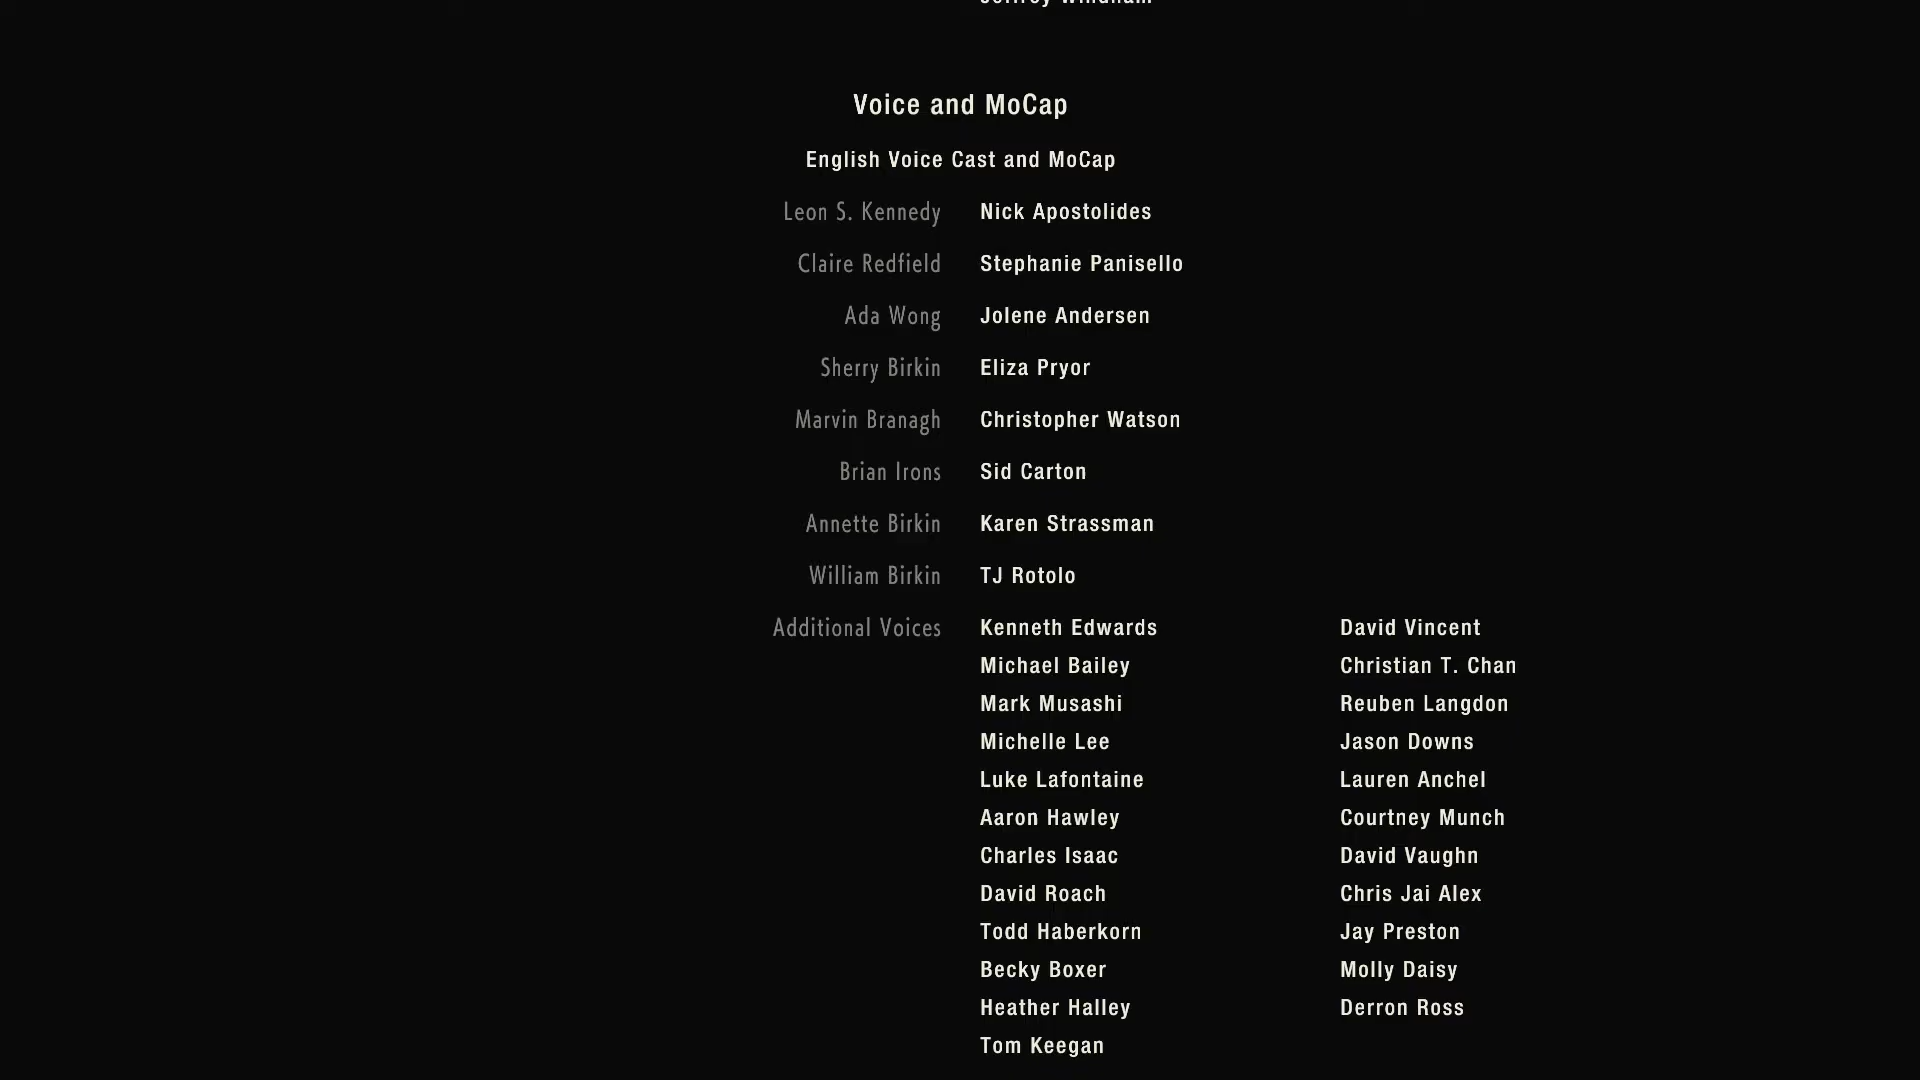 Voice and MoCap
English Voice Cast and MoCap
Leon S. Kennedy Nick Apostolides
Claire Redfield Stephanie Panisello
Ada Wong Jolene Andersen
Sherry Birkin Eliza Pryor
Marvin Branagh Christopher Watson
Brian Irons Sid Carton
Annette Birkin Karen Strassman
William Birkin TJ Rotolo
Additional Voices Kenneth Edwards David Vincent
Michael Bailey Christian T. Chan
Mark Musashi Reuben Langdon
Michelle Lee Jason Downs
Luke Lafontaine Lauren Anchel
Aaron Hawley Courtney Munch
Charles Isaac David Vaughn
David Roach Chris Jai Alex
Todd Haberkorn Jay Preston
Becky Boxer Molly Daisy
Heather Halley Derron Ross
Tom Keegan